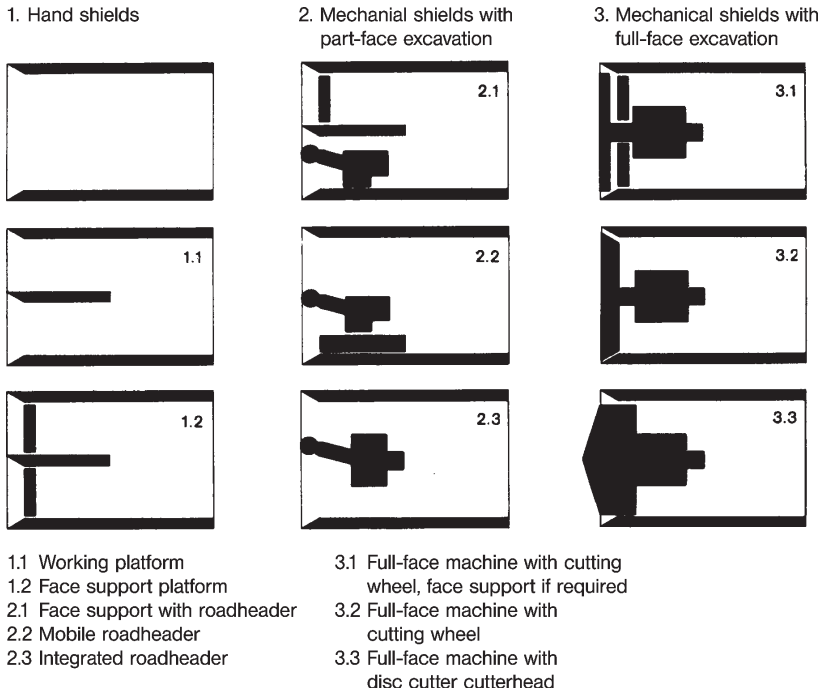 1. Hand shields
2. Mechanial shields with
part-face excavation
3. Mechanical shields with
full-face excavation
2.1
3.1
1.1
2.2
3.2
1.2
2.3
3.3
1.1 Working platform
1.2 Face support platform
2.1 Face support with roadheader
2.2 Mobile roadheader
2.3 Integrated roadheader
3.1 Full-face machine with cutting
wheel, face support if required
3.2 Full-face machine with
cutting wheel
3.3 Full-face machine with
disc cutter cutterhead